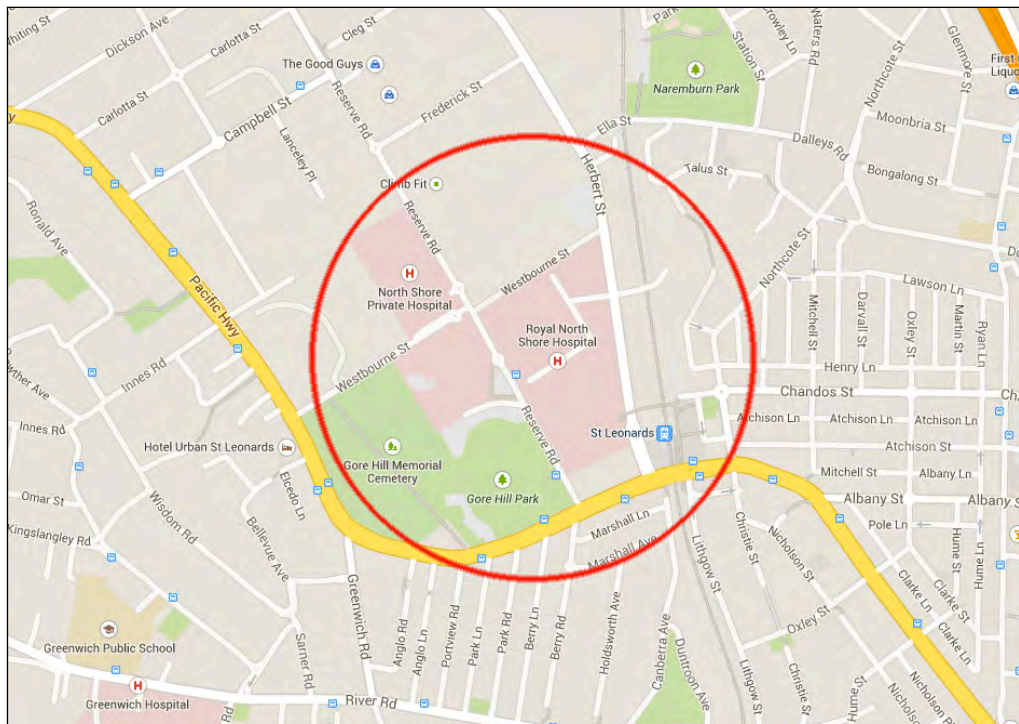 Whiting St
Dickson Ave
Carlotta St
Cleg St
Park
Crowley Ln
Waters Rd
Station St
Northcote St
Glenmore St
The Good Guys
Reserve Rd
Frederick St
Naremburn Park
Carlotta St
Campbell St
Lanceley Pl
Ella St
Dalleys Rd
Moonbria St
Talus St
Bongalong St
Climb Fit
Herbert St
Ronald Ave
Reserve Rd
Westbourne St
Northcote St
Pacific Hwy
North Shore
Private Hospital
Lawson Ln
Mitchell St
Darvall St
Oxley St
Martin St
Ryan Ln
Royal North
Shore Hospital
Innes Rd
Westbourne St
Henry Ln
Chandos St
Reserve Rd
Atchison Ln
Atchison Ln
Atchison Ln
Innes Rd
Hotel Urban St Leonards
St Leonards
Atchison St
Gore Hill Memorial
Cemetery
Elcedo Ln
Mitchell St
Albany Ln
Gore Hill Park
Omar St
Wisdom Rd
Albany St
Albany S
Kingslangley Rd
Bellevue Ave
Marshall Ln
Pole Ln
Marshall Ave
Christie St
Nicholson St
Hume St
Hume Ln
Lithgow St
Greenwich Rd
Clarke Ln
Clarke St
Greenwich Public School
Sarner Rd
Anglo Rd
Anglo Ln
Portview Rd
Park Ln
Park Rd
Berry Ln
Berry Rd
Holdsworth Ave
Canberra Ave
Duntroon Ave
Oxley St
Clarke Ln
Lithgow St
Christie St
Hume St
Nicholson
Nicholson Ln
Greenwich Hospital
River Rd